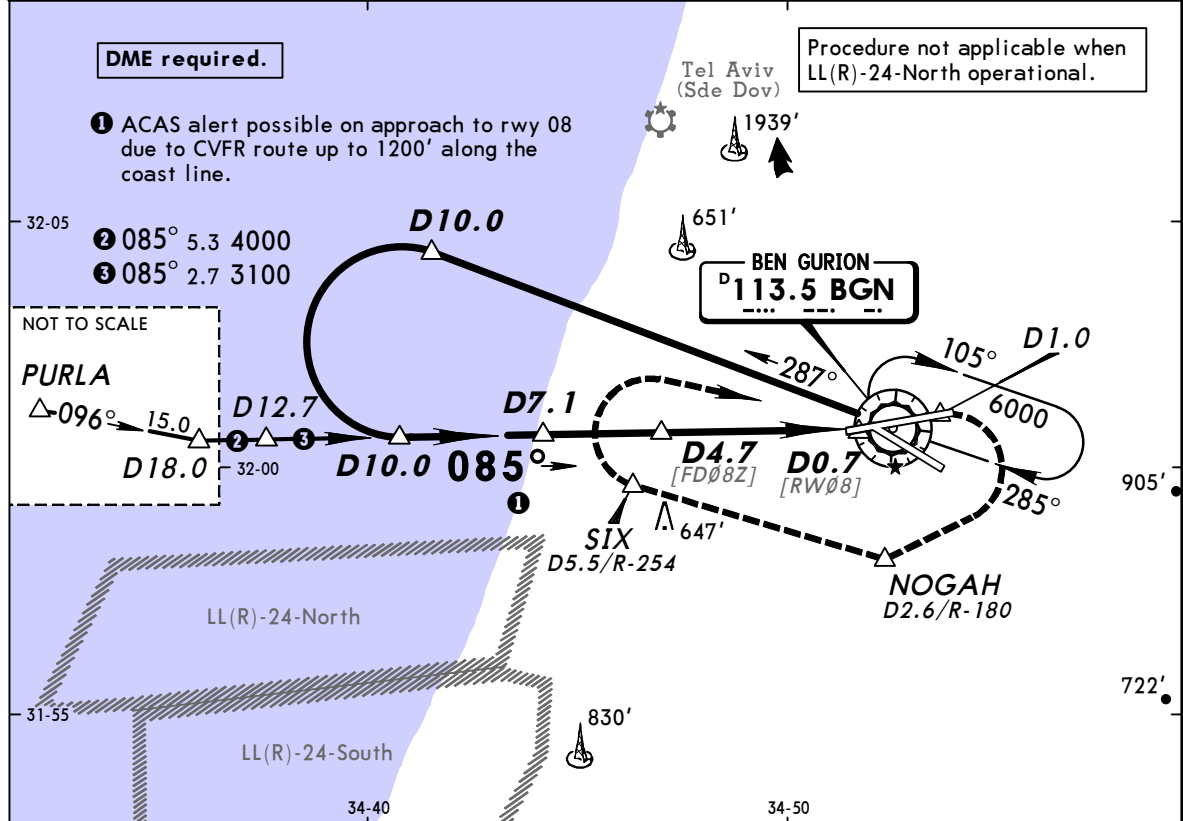 DME required.
Procedure not applicable when
LL(R)-24-North operational.
Tel Aviv
(Sde Dov)
❶ ACAS alert possible on approach to rwy 08
due to CVFR route up to 1200' along the
coast line.
1939'
32-05
D10.0
651'
❷ 085° 5.3 4000
❸ 085° 2.7 3100
BEN GURION
D 113.5 BGN
NOT TO SCALE
D1.0
105°
287°
6000
PURLA
096°
15.0
D12.7
D7.1
❷
❸
D18.0
32-00
D10.0
085°
D4.7
[FDØ8Z]
D0.7
[RWØ8]
285°
905'
❶
SIX
D5.5/R-254
647'
NOGAH
D2.6/R-180
LL(R)-24-North
722'
31-55
830'
LL(R)-24-South
34-40
34-50